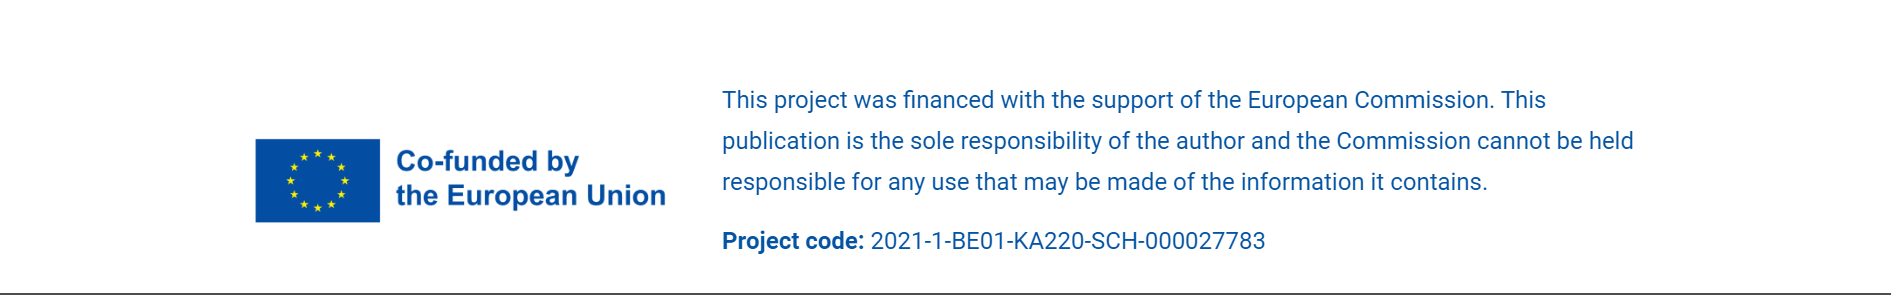 Co-funded by
the European Union
This project was financed with the support of the European Commission. This
publication is the sole responsibility of the author and the Commission cannot be held
responsible for any use that may be made of the information it contains.
Project code: 2021-1-BE01-KA220-SCH-000027783